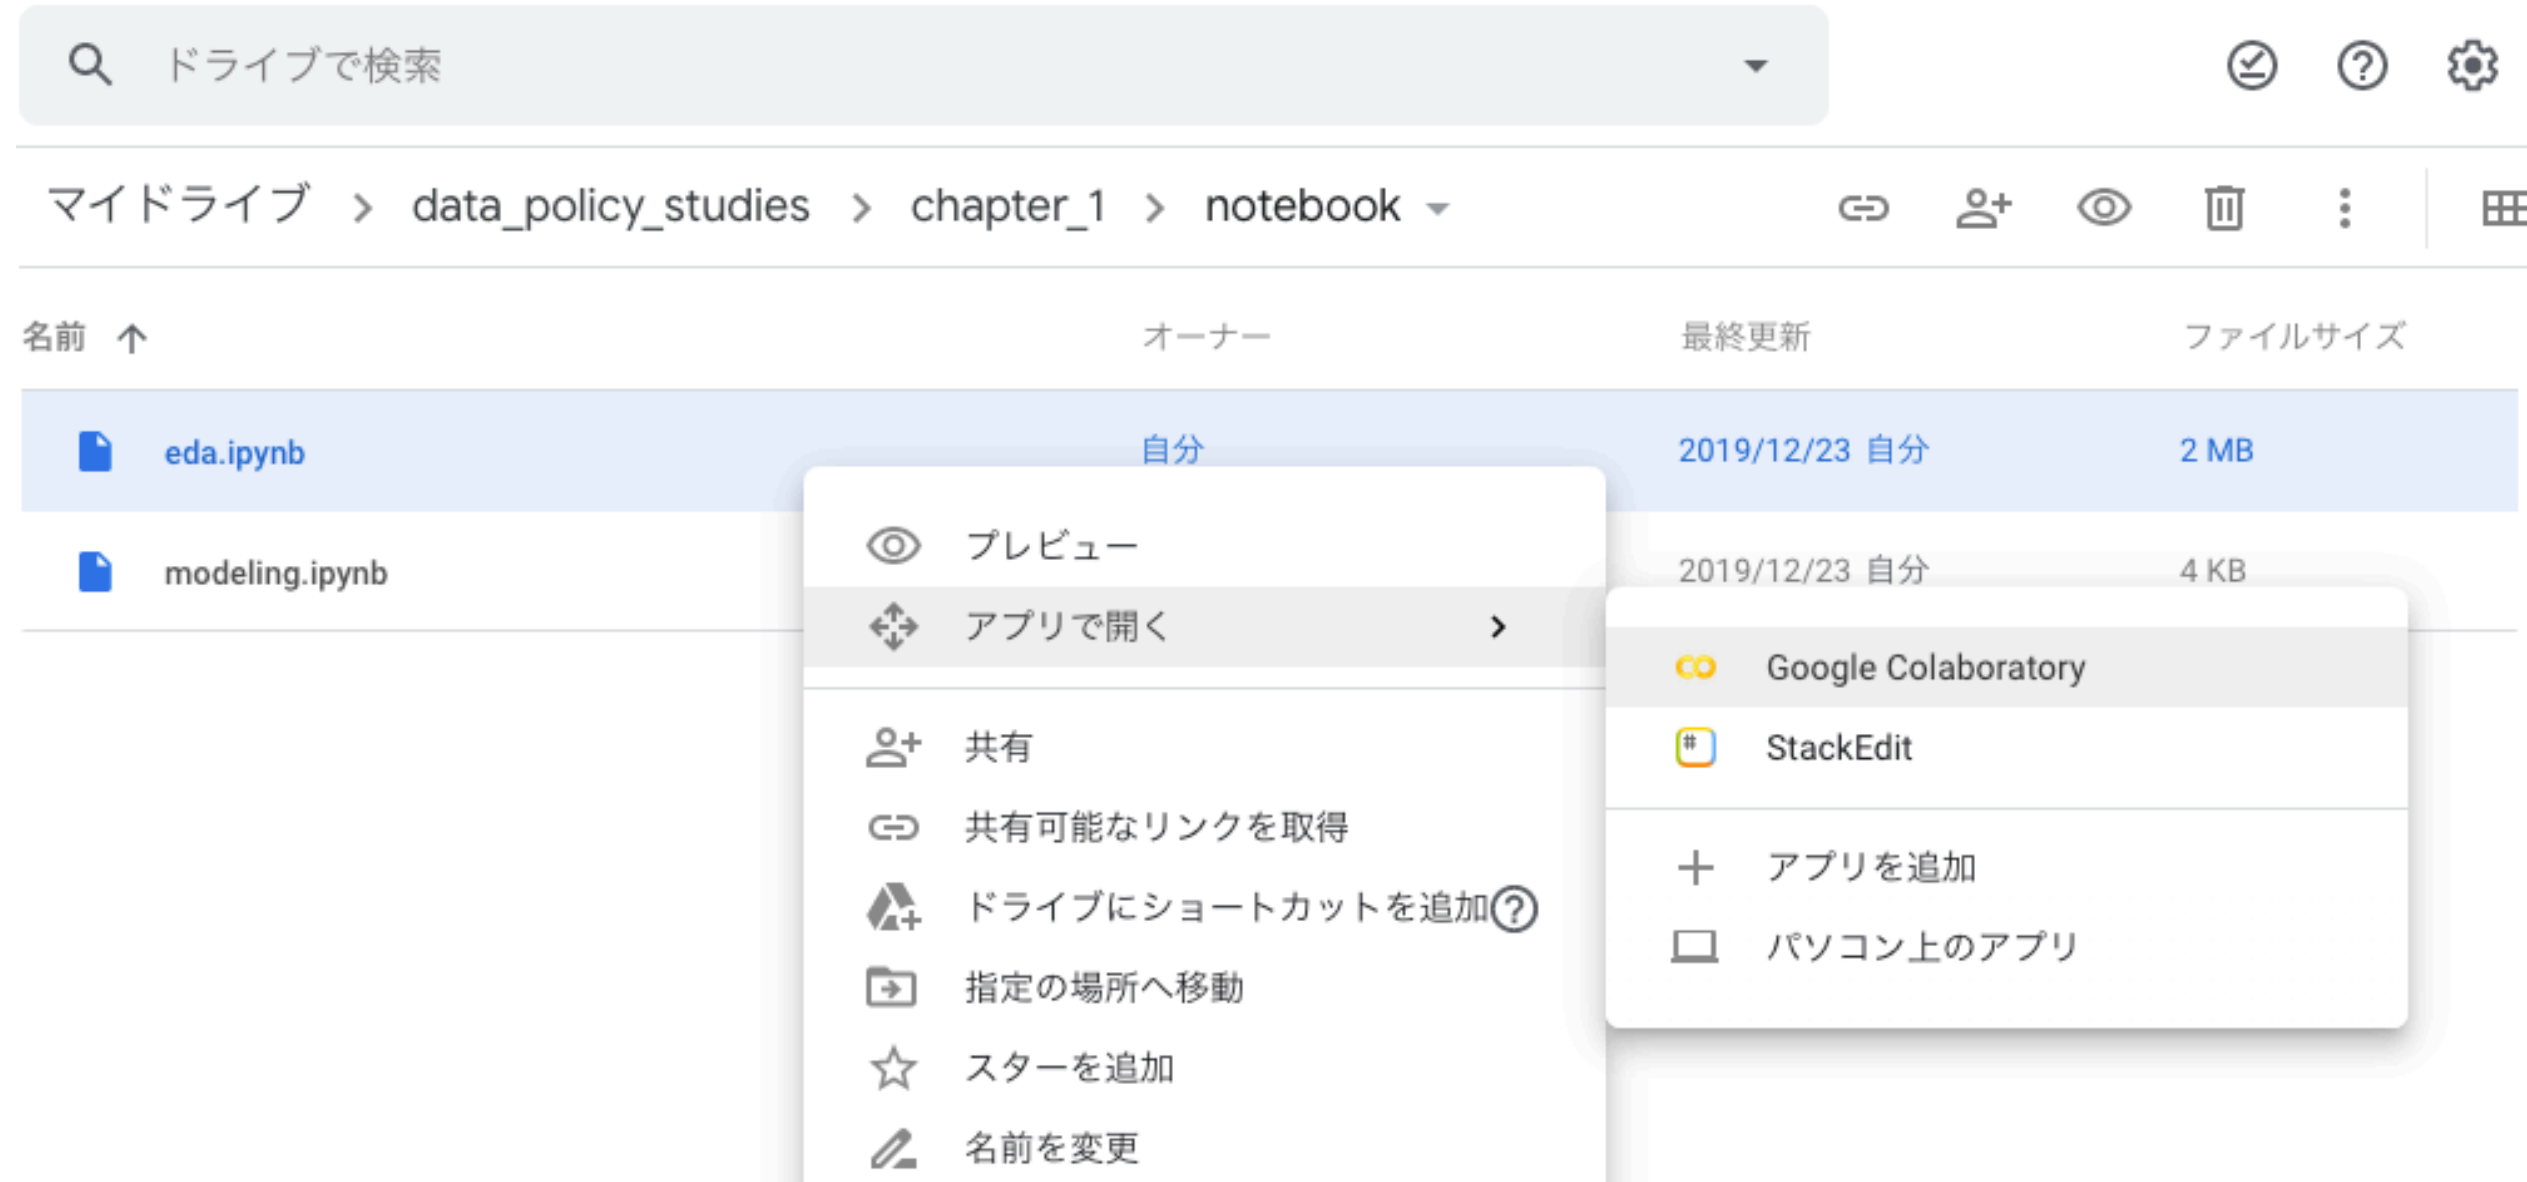 ドライブで検索
マイドライブ > data_policy_studies > chapter_1 > notebook
名前 オーナー 最終更新 ファイルサイズ
eda.ipynb 自分 2019/12/23 自分 2 MB
modeling.ipynb 2019/12/23 自分 4 KB
プレビュー
アプリで開く
共有
共有可能なリンクを取得
ドライブにショートカットを追加
指定の場所へ移動
スターを追加
名前を変更
Google Colaboratory
StackEdit
アプリを追加
パソコン上のアプリ